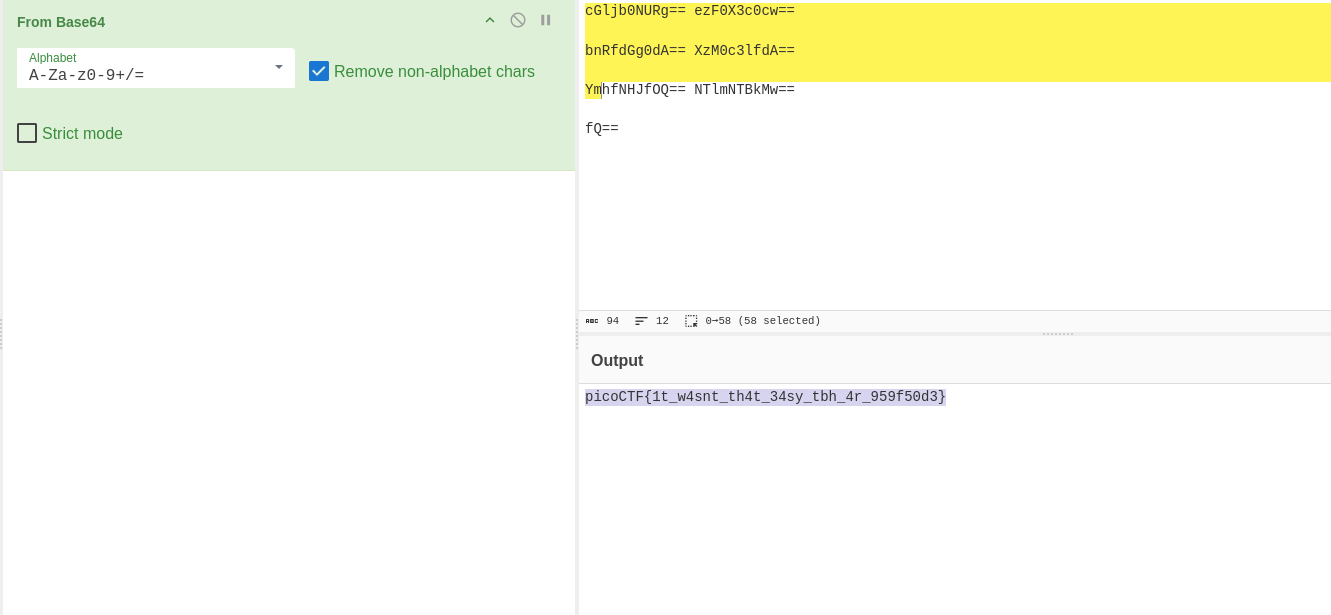 From Base64
Alphabet
A-Za-z0-9+/=
Remove non-alphabet chars
Strict mode
cGljb0NURg== ezF0X3c0cw==
bnRfdGg0dA== XzM0c3lfdA==
YmhfNHJfOQ== NTlmNTBkMw==
fQ==
ABC 94 12 0→58 (58 selected)
Output
picoCTF{1t_w4snt_th4t_34sy_tbh_4r_959f50d3}